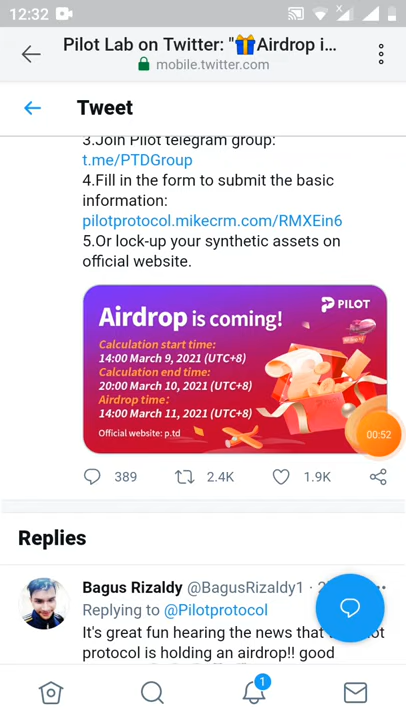 12:32
Pilot Lab on Twitter: "🎁Airdrop i...
mobile.twitter.com
Tweet
3.Join Pilot telegram group:
t.me/PTDGroup
4.Fill in the form to submit the basic
information:
pilotprotocol.mikecrm.com/RMXEin6
5.Or lock-up your synthetic assets on
official website.
PILOT
Airdrop is coming!
Calculation start time:
14:00 March 9, 2021 (UTC+8)
Calculation end time:
20:00 March 10, 2021 (UTC+8)
Airdrop time:
14:00 March 11, 2021 (UTC+8)
Official website: p.td
00:52
389 2.4K 1.9K
Replies
Bagus Rizaldy @BagusRizaldy1 ·
Replying to @Pilotprotocol
It's great fun hearing the news that
protocol is holding an airdrop!! good
1